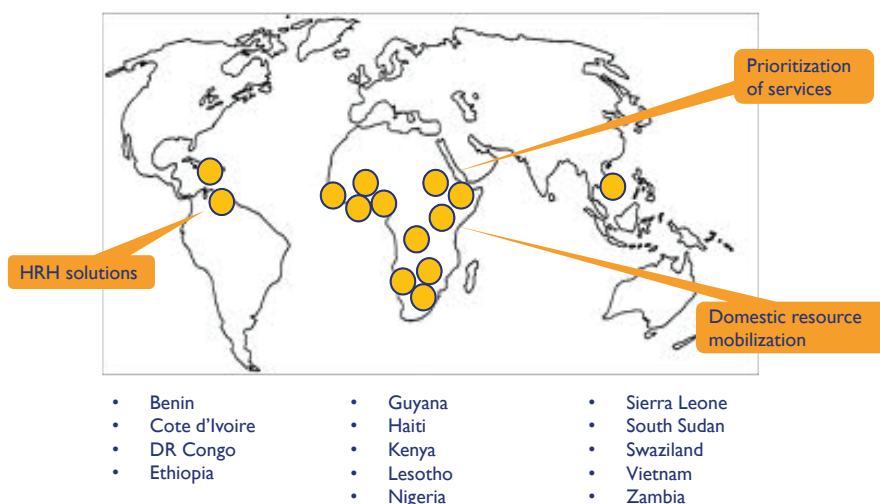 Prioritization
of services
HRH solutions
Domestic resource
mobilization
• Benin
• Cote d'Ivoire
• DR Congo
• Ethiopia
• Guyana
• Haiti
• Kenya
• Lesotho
• Nigeria
• Sierra Leone
• South Sudan
• Swaziland
• Vietnam
• Zambia